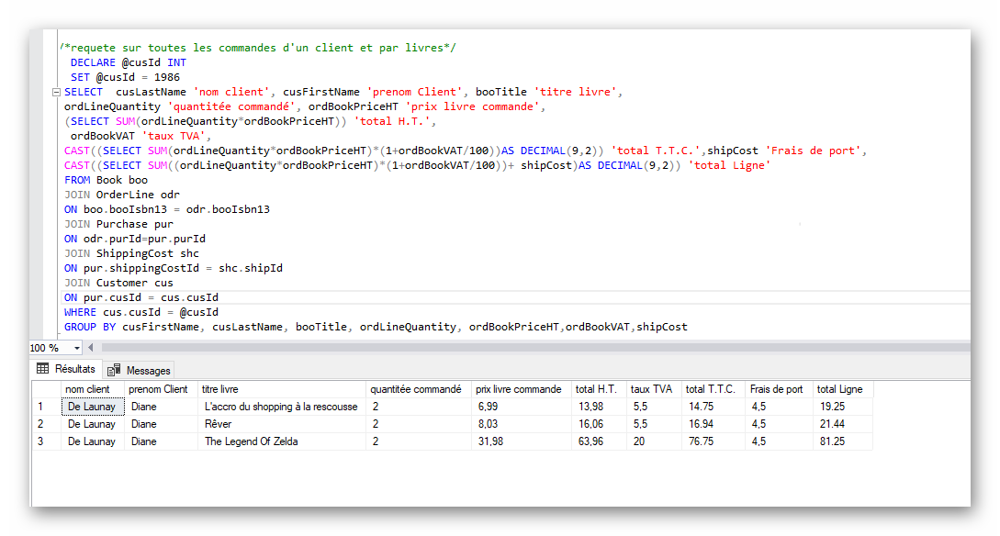 /*requete sur toutes les commandes d'un client et par livres*/
DECLARE @cusId INT
SET @cusId = 1986
SELECT cusLastName 'nom client', cusFirstName 'prenom Client', booTitle 'titre livre',
ordLineQuantity 'quantitée commandé', ordBookPriceHT 'prix livre commande',
(SELECT SUM(ordLineQuantity*ordBookPriceHT)) 'total H.T.',
ordBookVAT 'taux TVA',
CAST((SELECT SUM(ordLineQuantity*ordBookPriceHT)*(1+ordBookVAT/100))AS DECIMAL(9,2)) 'total T.T.C.',shipCost 'Frais de port',
CAST((SELECT SUM((ordLineQuantity*ordBookPriceHT)*(1+ordBookVAT/100))+ shipCost)AS DECIMAL(9,2)) 'total Ligne'
FROM Book boo
JOIN OrderLine odr
ON boo.booIsbn13 = odr.booIsbn13
JOIN Purchase pur
ON odr.purId=pur.purId
JOIN ShippingCost shc
ON pur.shippingCostId = shc.shipId
JOIN Customer cus
ON pur.cusId = cus.cusId
WHERE cus.cusId = @cusId
GROUP BY cusFirstName, cusLastName, booTitle, ordLineQuantity, ordBookPriceHT,ordBookVAT,shipCost
100 %
Résultats Messages
nom client prenom Client titre livre quantitée commandé prix livre commande total H.T. taux TVA total T.T.C. Frais de port total Ligne
1 De Launay Diane L'accro du shopping à la rescousse 2 6,99 13,98 5,5 14.75 4,5 19.25
2 De Launay Diane Rêver 2 8,03 16,06 5,5 16.94 4,5 21.44
3 De Launay Diane The Legend Of Zelda 2 31,98 63,96 20 76.75 4,5 81.25